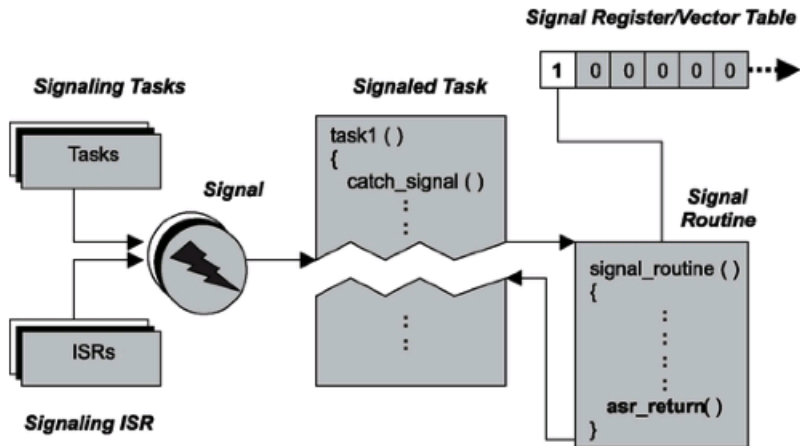 Signal Register/Vector Table
1 0 0 0 0 0
Signaling Tasks
Tasks
Signaled Task
task1 ( )
{
catch_signal ( )
Signal
Signal
Routine
signal_routine ( )
{
asr_return( )
}
ISRs
Signaling ISR